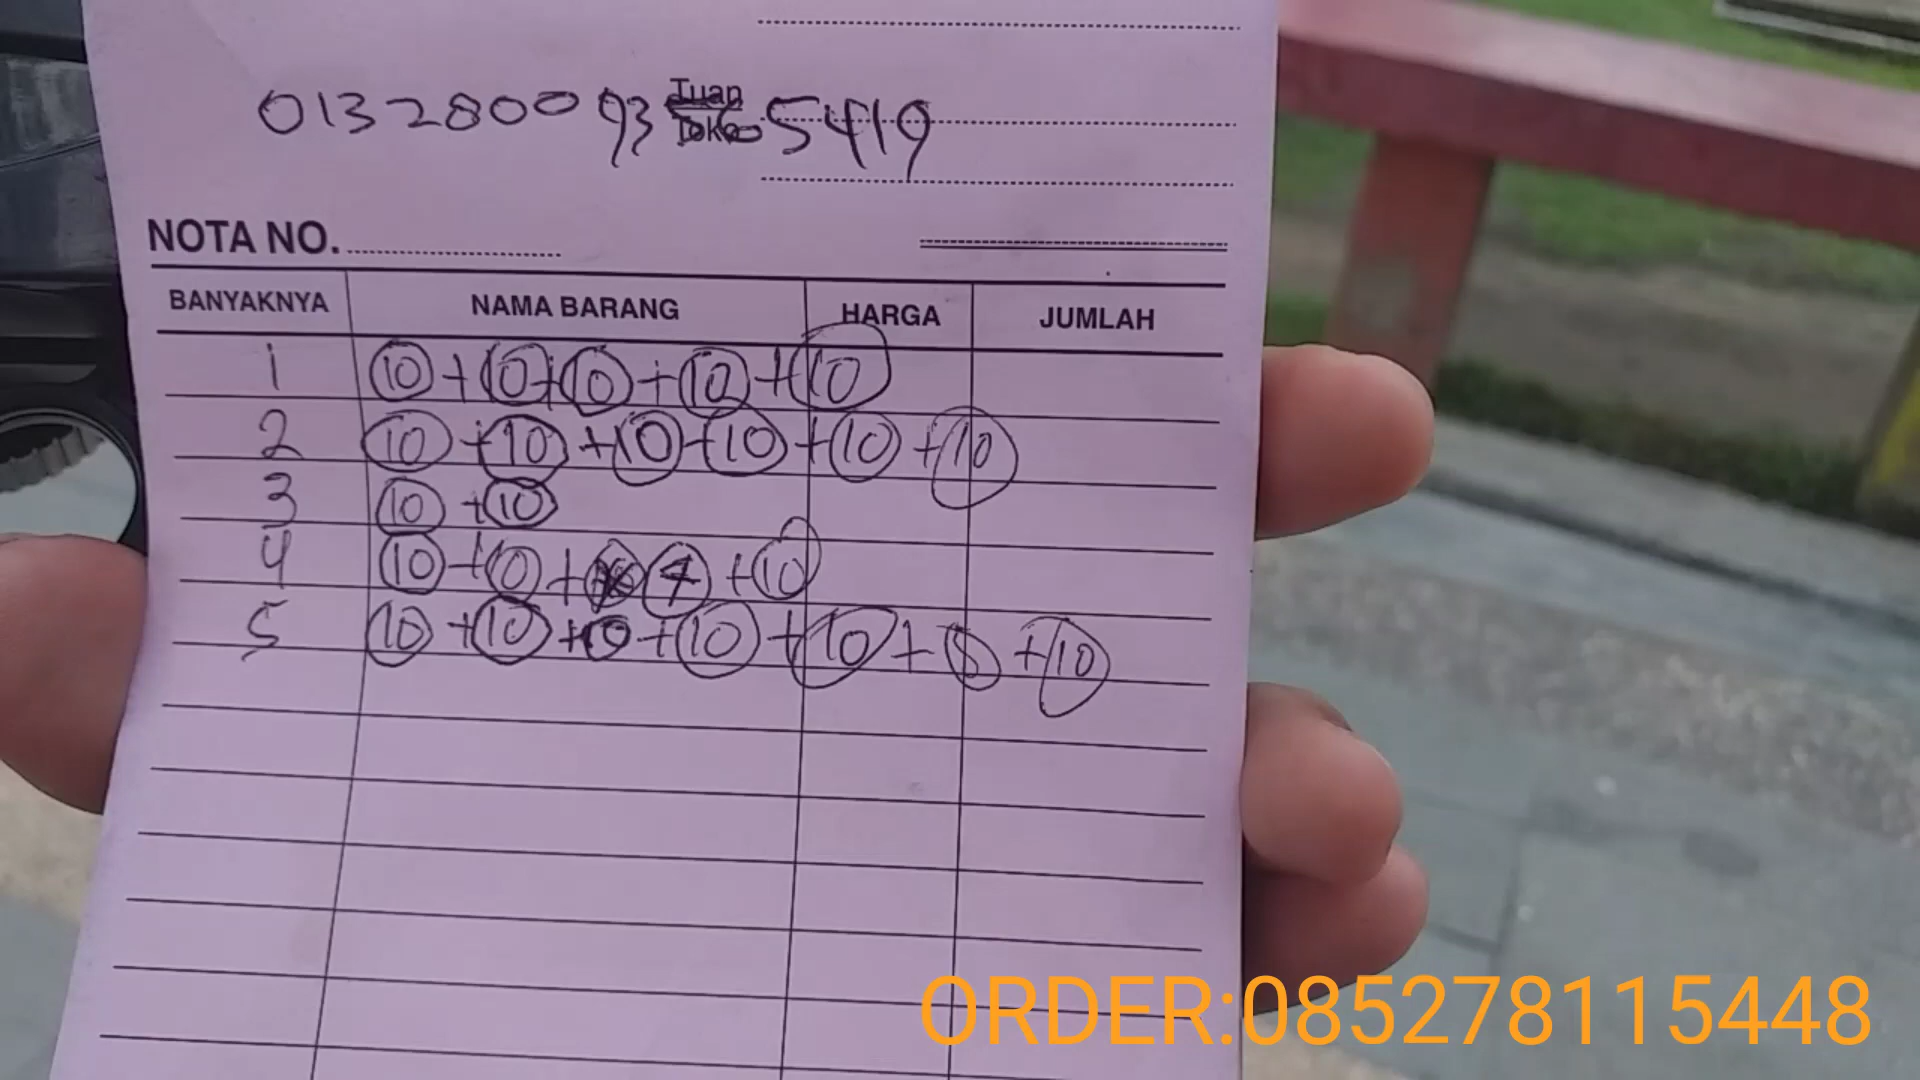 0132800 93 5419
Tuan
Toko
NOTA NO.
BANYAKNYA NAMA BARANG HARGA JUMLAH
1 10 + 10 + 10 + 10 + 10
2 10 + 10 + 10 + 10 + 10 + 10
3 10 + 10
4 10 + 10 + 4 + 10
5 10 + 10 + 10 + 10 + 10 + + 10
ORDER:085278115448